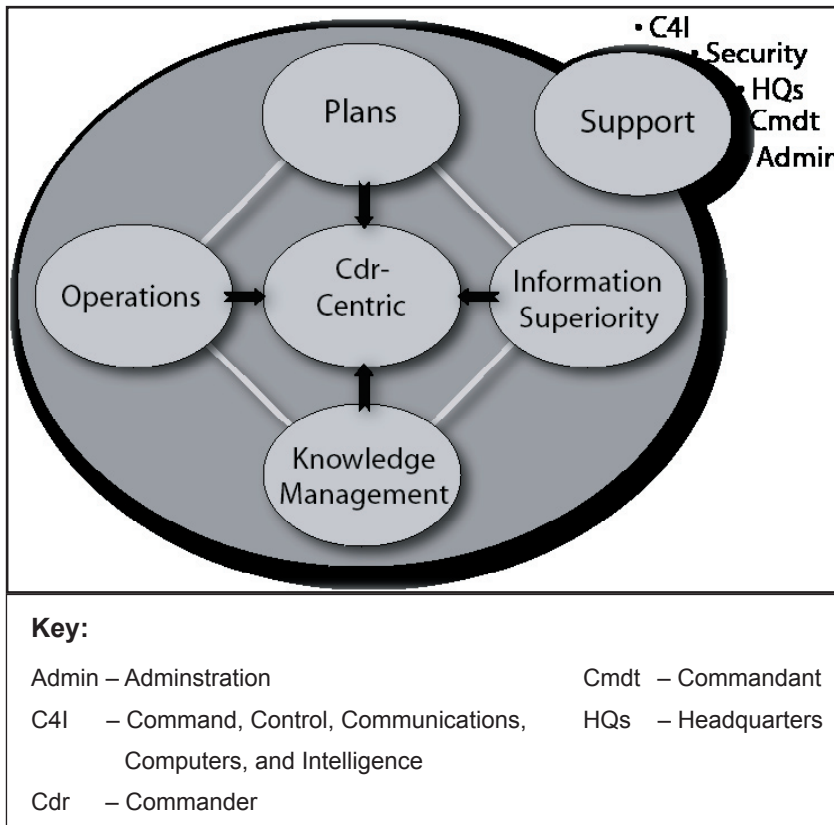 • C4I
• Security
• HQs
Cmdt
Admin
Plans
Support
Operations
Cdr-
Centric
Information
Superiority
Knowledge
Management
Key:
Admin – Adminstration
C4I – Command, Control, Communications,
Computers, and Intelligence
Cdr – Commander
Cmdt – Commandant
HQs – Headquarters